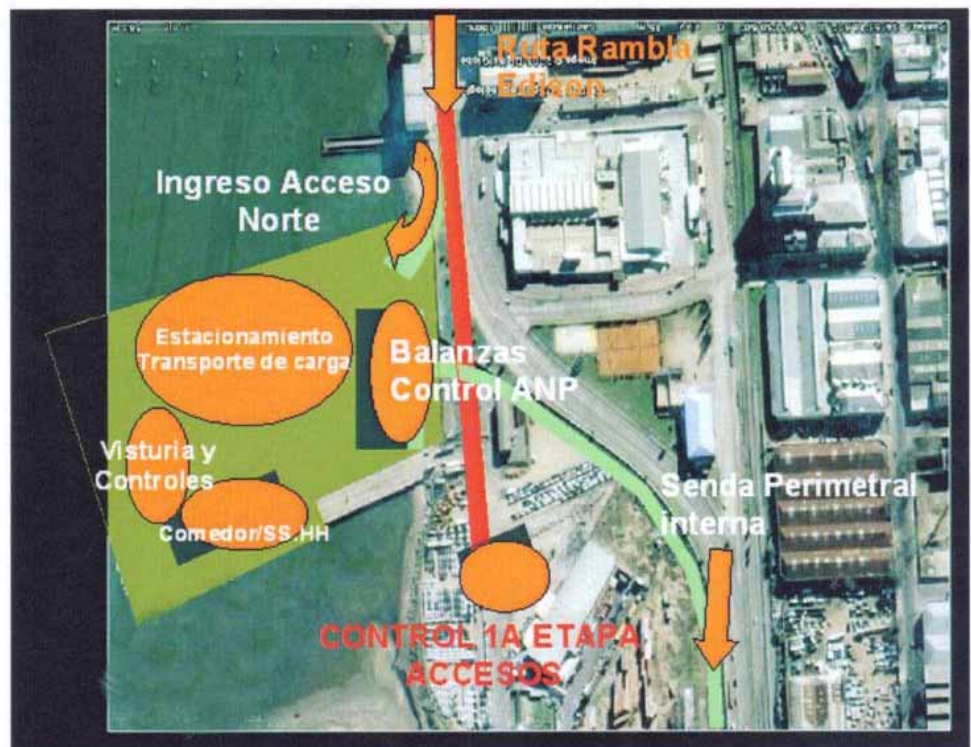 Ruta Rambla
Edison
Ingreso Acceso
Norte
Estacionamiento
Transporte de carga
Balanzas
Control ANP
Visturia y
Controles
Comedor/SS.HH
Senda Perimetral
interna
CONTROL 1A ETAPA
ACCESOS